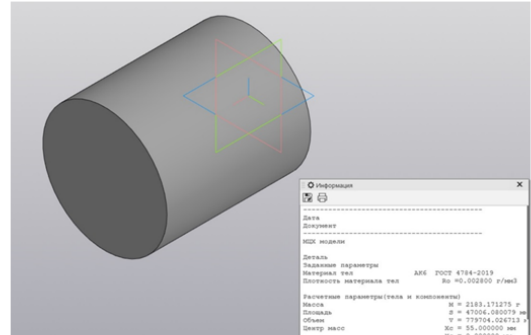 Информация
Дата
Документ
МЦХ модели
Деталь
Заданные параметры
Материал тел АК6 ГОСТ 4784-2019
Плотность материала тел Ro =0.002800 г/мм3
Расчетные параметры(тела и компоненты)
Масса M = 2183.171275 г
Площадь S = 47006.080079
Объем V = 779704.026713
Центр масс Xc = 55.000000 мм